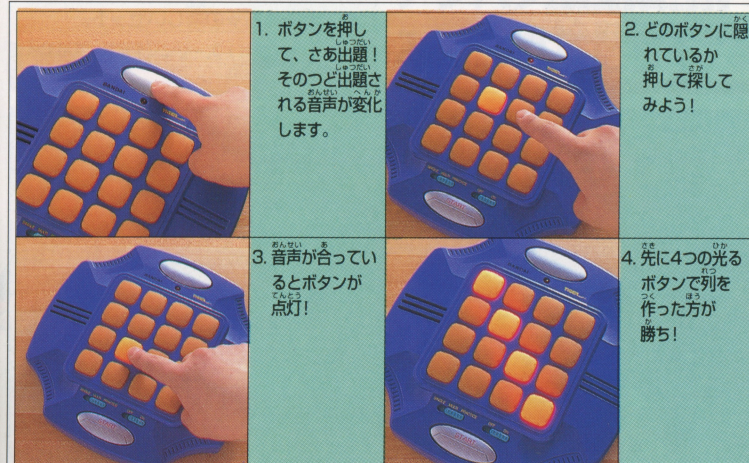 1. ボタンを押し
て、さあ出題！
そのつど出題さ
れる音声が変化
します。
2. どのボタンに隠
れているか
押して探して
みよう！
3. 音声が合ってい
るとボタンが
点灯！
4. 先に4つの光る
ボタンで列を
作った方が
勝ち！